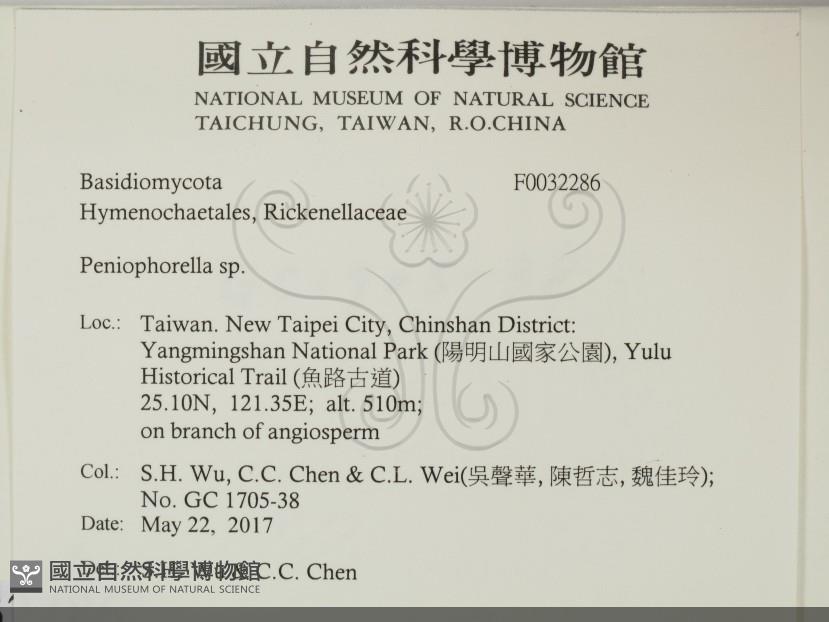 國立自然科學博物館
NATIONAL MUSEUM OF NATURAL SCIENCE
TAICHUNG, TAIWAN, R.O.CHINA
Basidiomycota F0032286
Hymenochaetales, Rickenellaceae
Peniophorella sp.
Loc.: Taiwan. New Taipei City, Chinshan District:
Yangmingshan National Park (陽明山國家公園), Yulu
Historical Trail (魚路古道)
25.10N, 121.35E; alt. 510m;
on branch of angiosperm
Col.: S.H. Wu, C.C. Chen & C.L. Wei(吳聲華, 陳哲志, 魏佳玲);
No. GC 1705-38
Date: May 22, 2017
C.C. Chen
國立自然科學博物館
NATIONAL MUSEUM OF NATURAL SCIENCE